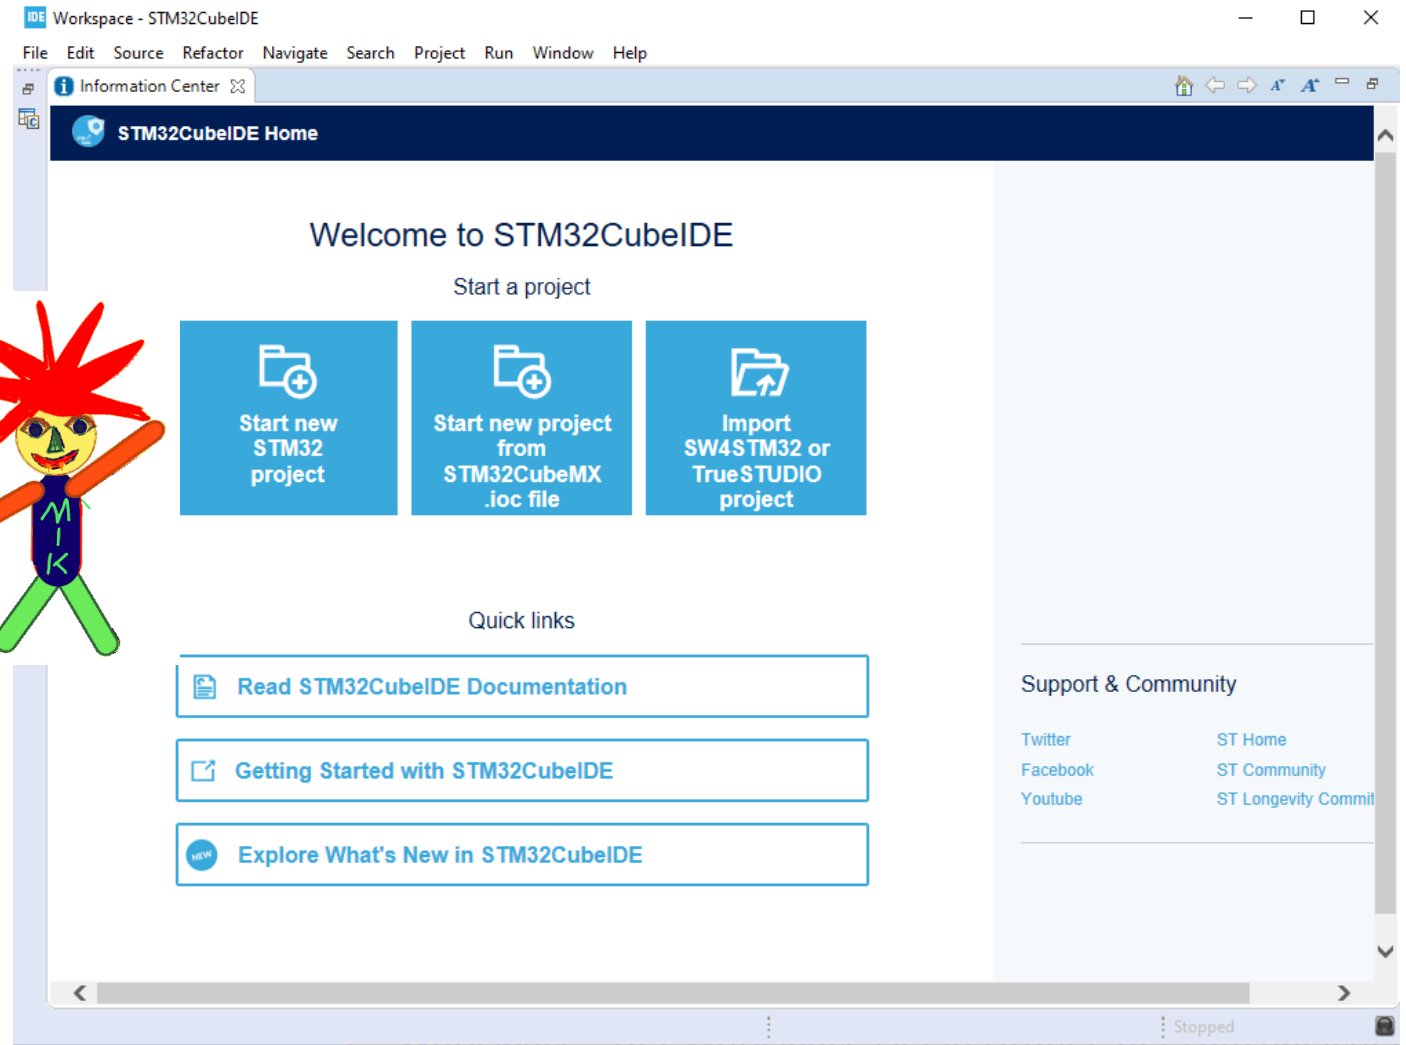 IDE Workspace - STM32CubeIDE
File Edit Source Refactor Navigate Search Project Run Window Help
Information Center
STM32CubeIDE Home
Welcome to STM32CubeIDE
Start a project
Start new
STM32
project
Start new project
from
STM32CubeMX
.ioc file
Import
SW4STM32 or
TrueSTUDIO
project
M
I
K
Quick links
Read STM32CubeIDE Documentation
Getting Started with STM32CubeIDE
NEW Explore What's New in STM32CubeIDE
Support & Community
Twitter ST Home
Facebook ST Community
Youtube ST Longevity Commit
Stopped